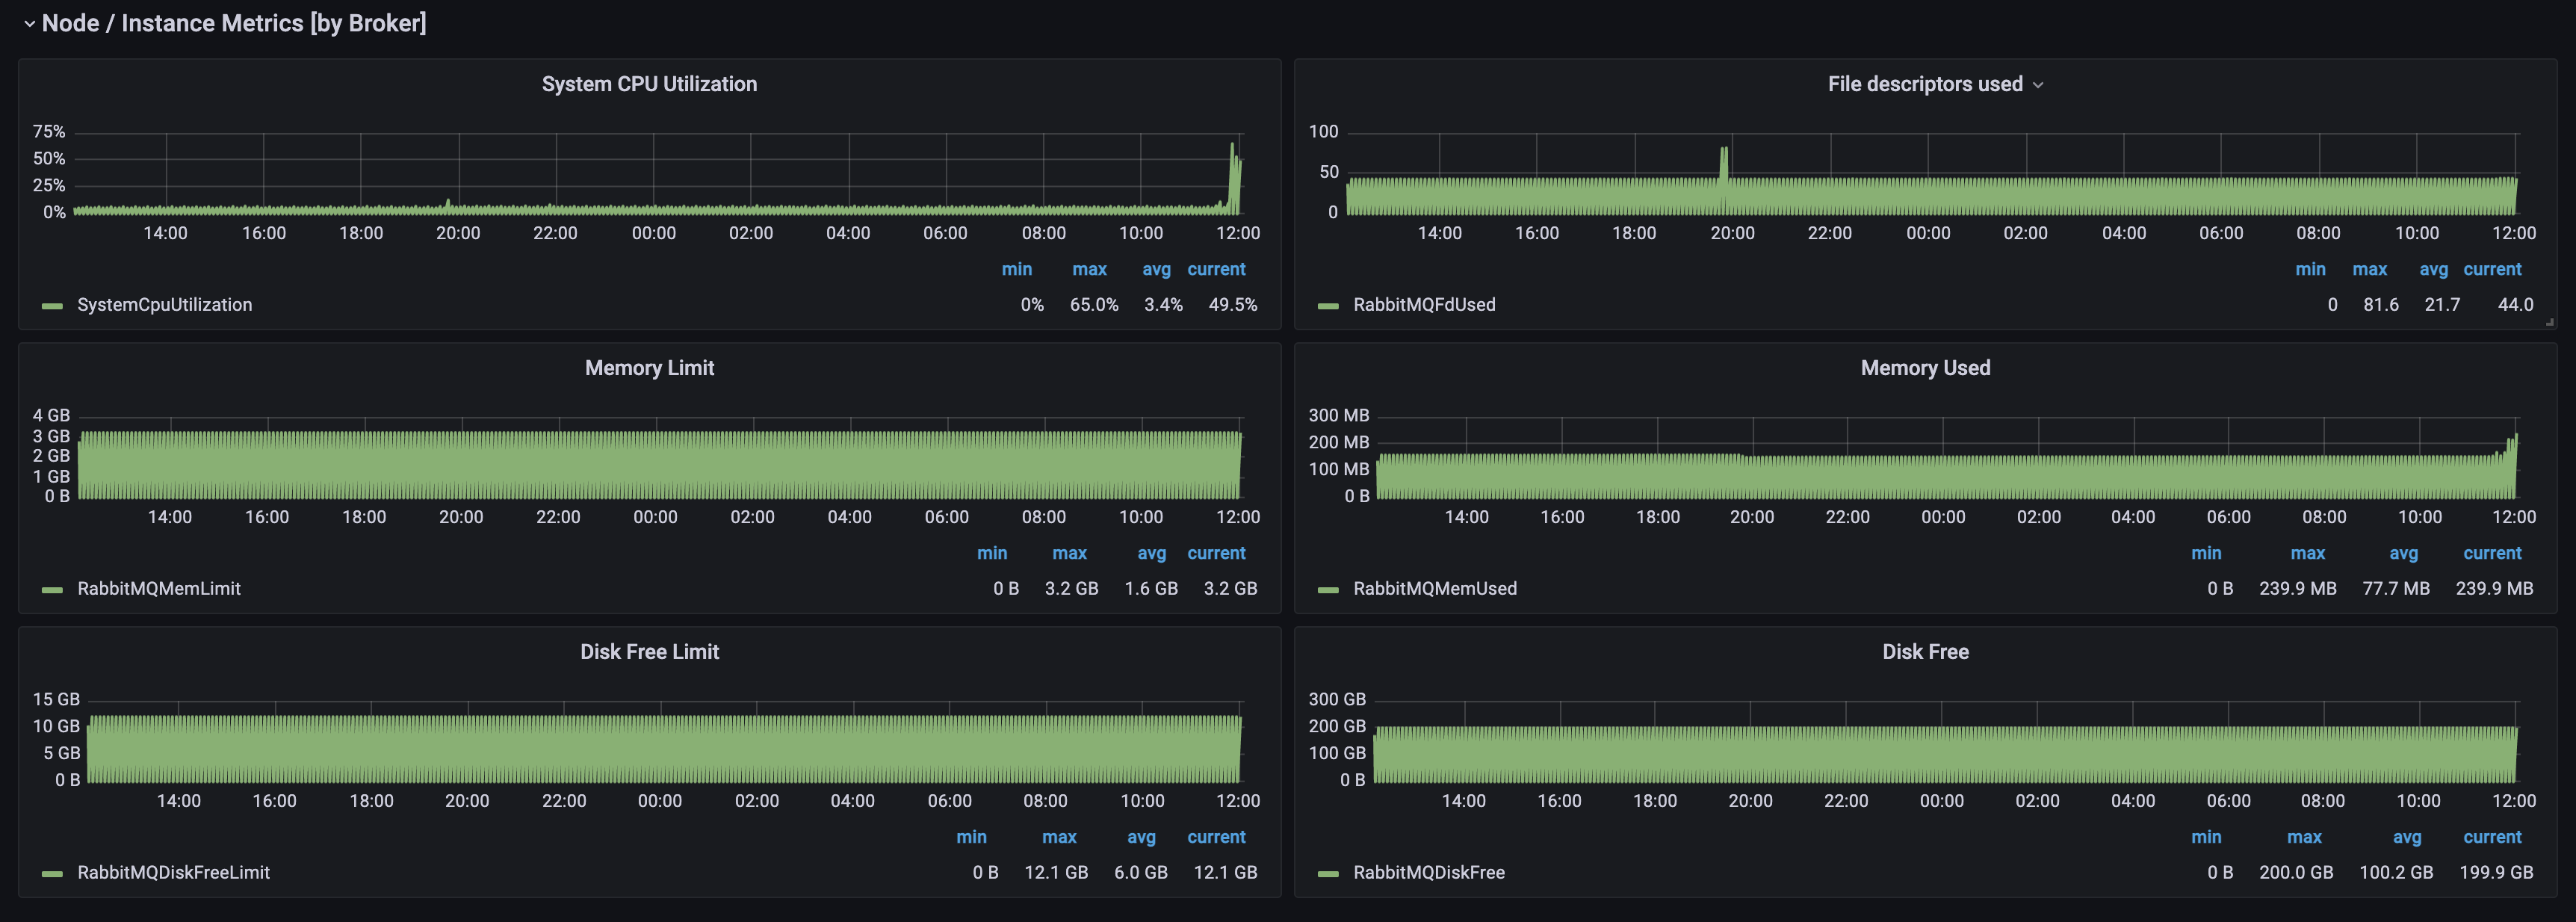 Node / Instance Metrics [by Broker]
System CPU Utilization
75%
50%
25%
0%
14:00 16:00 18:00 20:00 22:00 00:00 02:00 04:00 06:00 08:00 10:00 12:00
min max avg current
SystemCpuUtilization 0% 65.0% 3.4% 49.5%
File descriptors used
100
50
0
14:00 16:00 18:00 20:00 22:00 00:00 02:00 04:00 06:00 08:00 10:00 12:00
min max avg current
RabbitMQFdUsed 0 81.6 21.7 44.0
Memory Limit
4 GB
3 GB
2 GB
1 GB
0 B
14:00 16:00 18:00 20:00 22:00 00:00 02:00 04:00 06:00 08:00 10:00 12:00
min max avg current
RabbitMQMemLimit 0 B 3.2 GB 1.6 GB 3.2 GB
Memory Used
300 MB
200 MB
100 MB
0 B
14:00 16:00 18:00 20:00 22:00 00:00 02:00 04:00 06:00 08:00 10:00 12:00
min max avg current
RabbitMQMemUsed 0 B 239.9 MB 77.7 MB 239.9 MB
Disk Free Limit
15 GB
10 GB
5 GB
0 B
14:00 16:00 18:00 20:00 22:00 00:00 02:00 04:00 06:00 08:00 10:00 12:00
min max avg current
RabbitMQDiskFreeLimit 0 B 12.1 GB 6.0 GB 12.1 GB
Disk Free
300 GB
200 GB
100 GB
0 B
14:00 16:00 18:00 20:00 22:00 00:00 02:00 04:00 06:00 08:00 10:00 12:00
min max avg current
RabbitMQDiskFree 0 B 200.0 GB 100.2 GB 199.9 GB